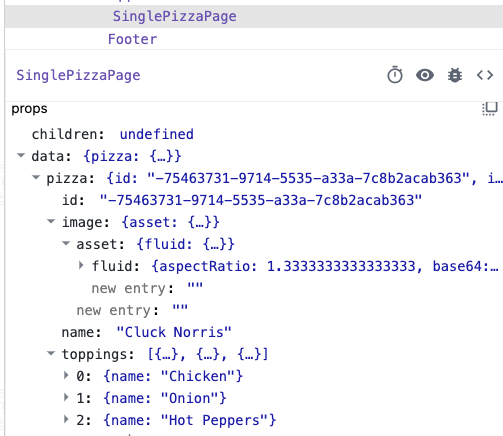 SinglePizzaPage
Footer
SinglePizzaPage
props
children: undefined
data: {pizza: {…}}
pizza: {id: "-75463731-9714-5535-a33a-7c8b2acab363", i…
id: "-75463731-9714-5535-a33a-7c8b2acab363"
image: {asset: {…}}
asset: {fluid: {…}}
fluid: {aspectRatio: 1.3333333333333333, base64:…
new entry: ""
new entry: ""
name: "Cluck Norris"
toppings: [{…}, {…}, {…}]
0: {name: "Chicken"}
1: {name: "Onion"}
2: {name: "Hot Peppers"}